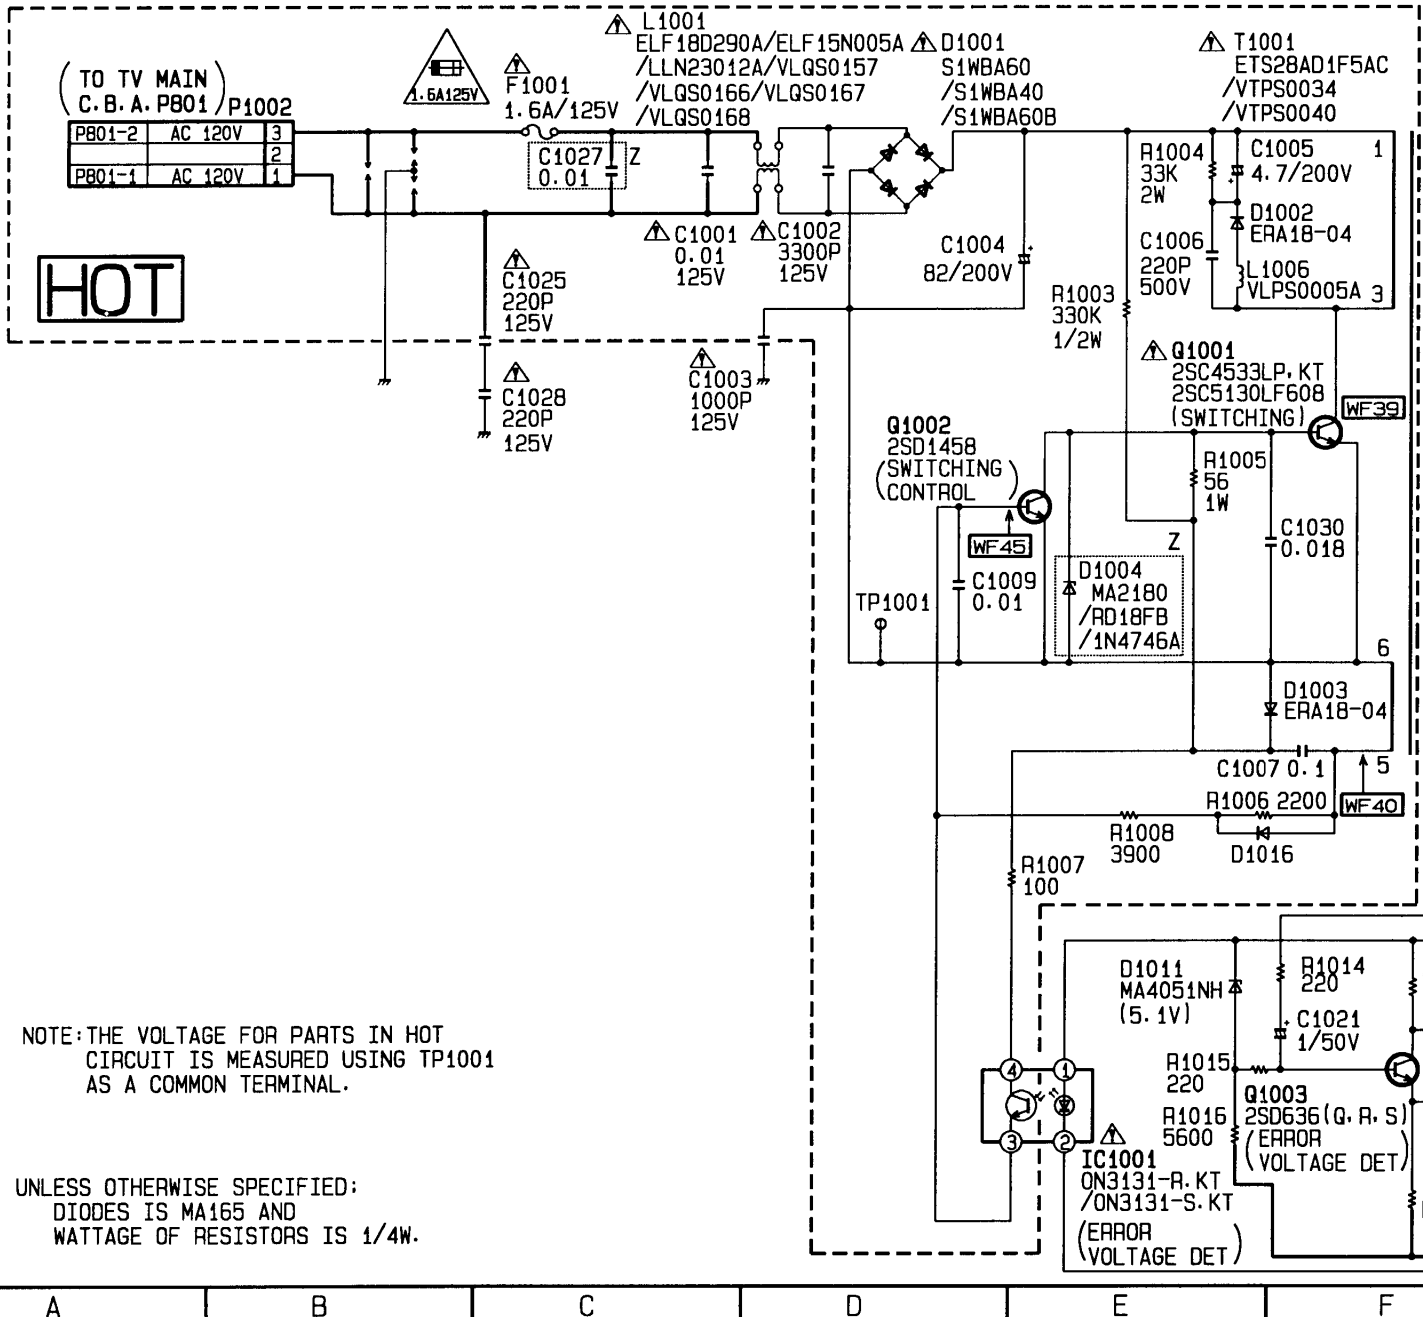 (TO TV MAIN
C.B.A.P801) P1002
P801-2 AC 120V 3
2
P801-1 AC 120V 1
HOT
1.6A125V
F1001
1.6A/125V
L1001
ELF18D290A/ELF15N005A
/LLN23012A/VLQS0157
/VLQS0166/VLQS0167
/VLQS0168
D1001
S1WBA60
/S1WBA40
/S1WBA60B
T1001
ETS28AD1F5AC
/VTPS0034
/VTPS0040
C1027 Z
0.01
C1001
0.01
125V
C1002
3300P
125V
C1025
220P
125V
C1028
220P
125V
C1003
1000P
125V
C1004
82/200V
R1004
33K
2W
C1005
4.7/200V
1
D1002
ERA18-04
C1006
220P
500V
L1006
VLPS0005A
3
R1003
330K
1/2W
Q1001
2SC4533LP.KT
2SC5130LF608
(SWITCHING)
WF39
Q1002
2SD1458
(SWITCHING
CONTROL)
WF45
R1005
56
1W
C1030
0.018
Z
D1004
MA2180
/RD18FB
/1N4746A
C1009
0.01
TP1001
6
D1003
ERA18-04
C1007 0.1
5
WF40
R1006 2200
R1008
3900
D1016
R1007
100
D1011
MA4051NH
(5.1V)
R1014
220
C1021
1/50V
R1015
220
R1016
5600
Q1003
2SD636(Q.R.S)
(ERROR
VOLTAGE DET)
4 1
3 2
IC1001
ON3131-R.KT
/ON3131-S.KT
(ERROR
VOLTAGE DET)
NOTE:THE VOLTAGE FOR PARTS IN HOT
CIRCUIT IS MEASURED USING TP1001
AS A COMMON TERMINAL.
UNLESS OTHERWISE SPECIFIED;
DIODES IS MA165 AND
WATTAGE OF RESISTORS IS 1/4W.
A B C D E F